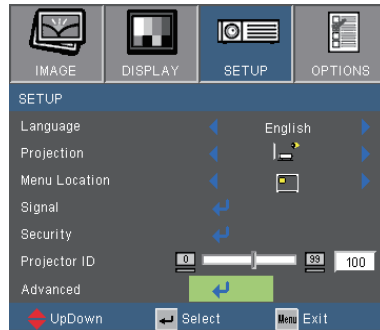 IMAGE DISPLAY SETUP OPTIONS
SETUP
Language English
Projection
Menu Location
Signal
Security
Projector ID 0 99 100
Advanced
UpDown Select Menu Exit